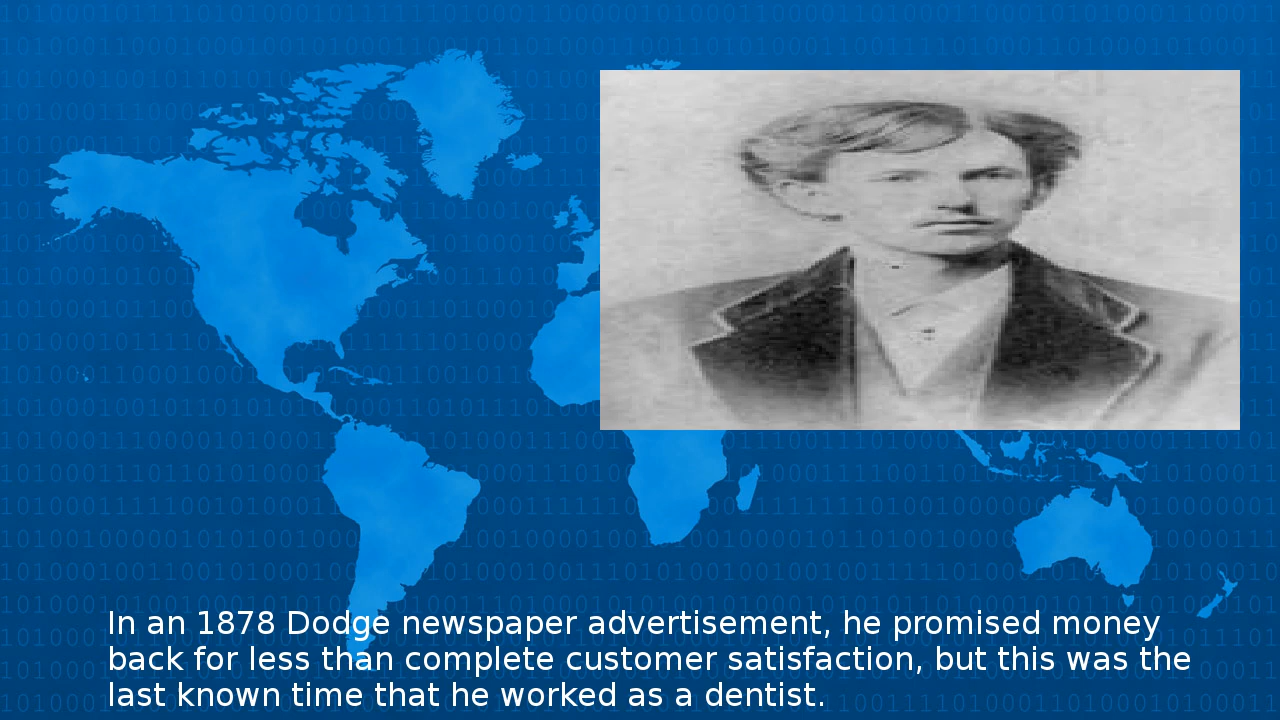 In an 1878 Dodge newspaper advertisement, he promised money
back for less than complete customer satisfaction, but this was the
last known time that he worked as a dentist.